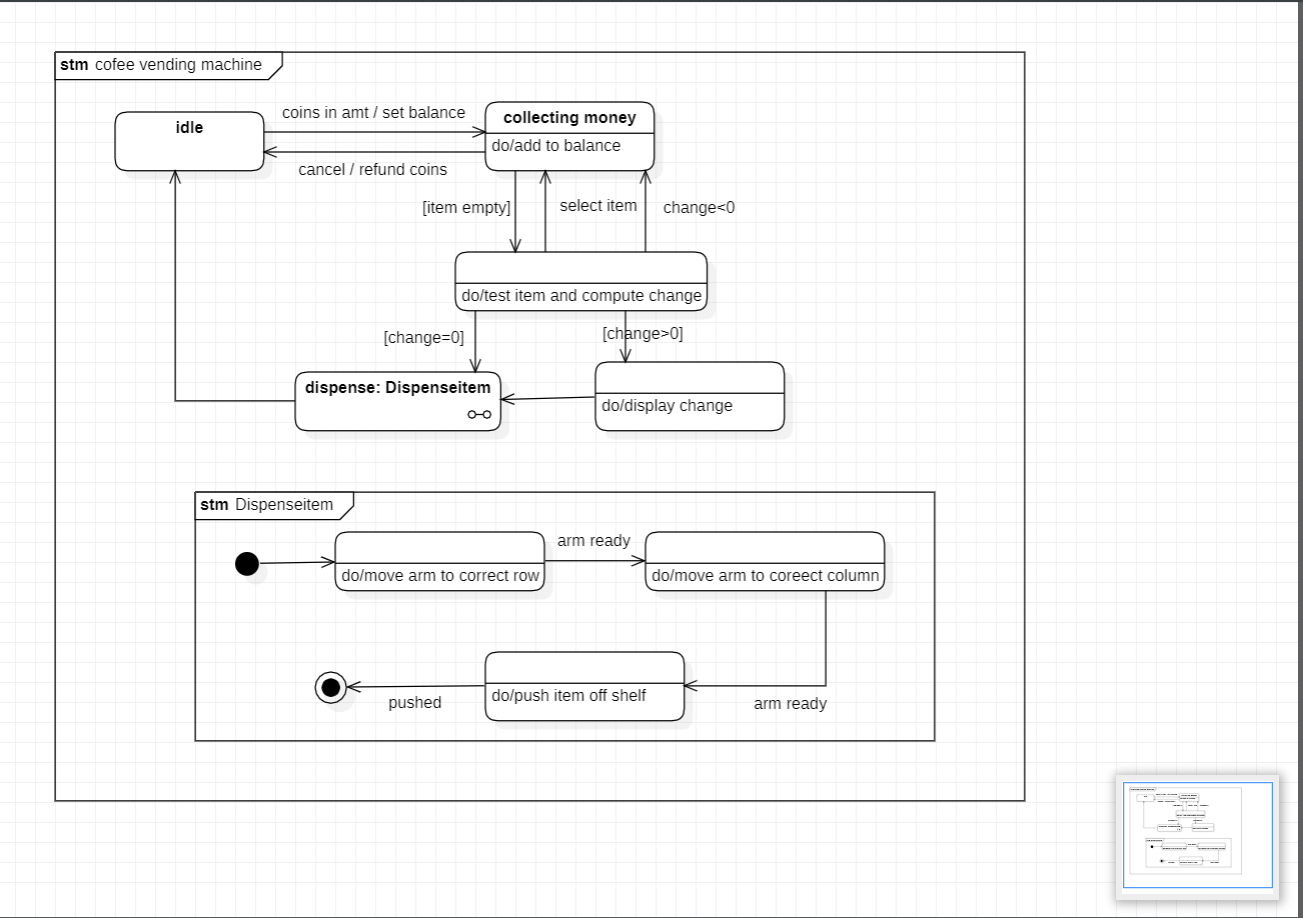 stm cofee vending machine
idle
coins in amt / set balance
collecting money
do/add to balance
cancel / refund coins
[item empty]
select item
change<0
do/test item and compute change
[change=0]
[change>0]
dispense: Dispenseitem
do/display change
stm Dispenseitem
do/move arm to correct row
arm ready
do/move arm to coreect column
do/push item off shelf
pushed
arm ready